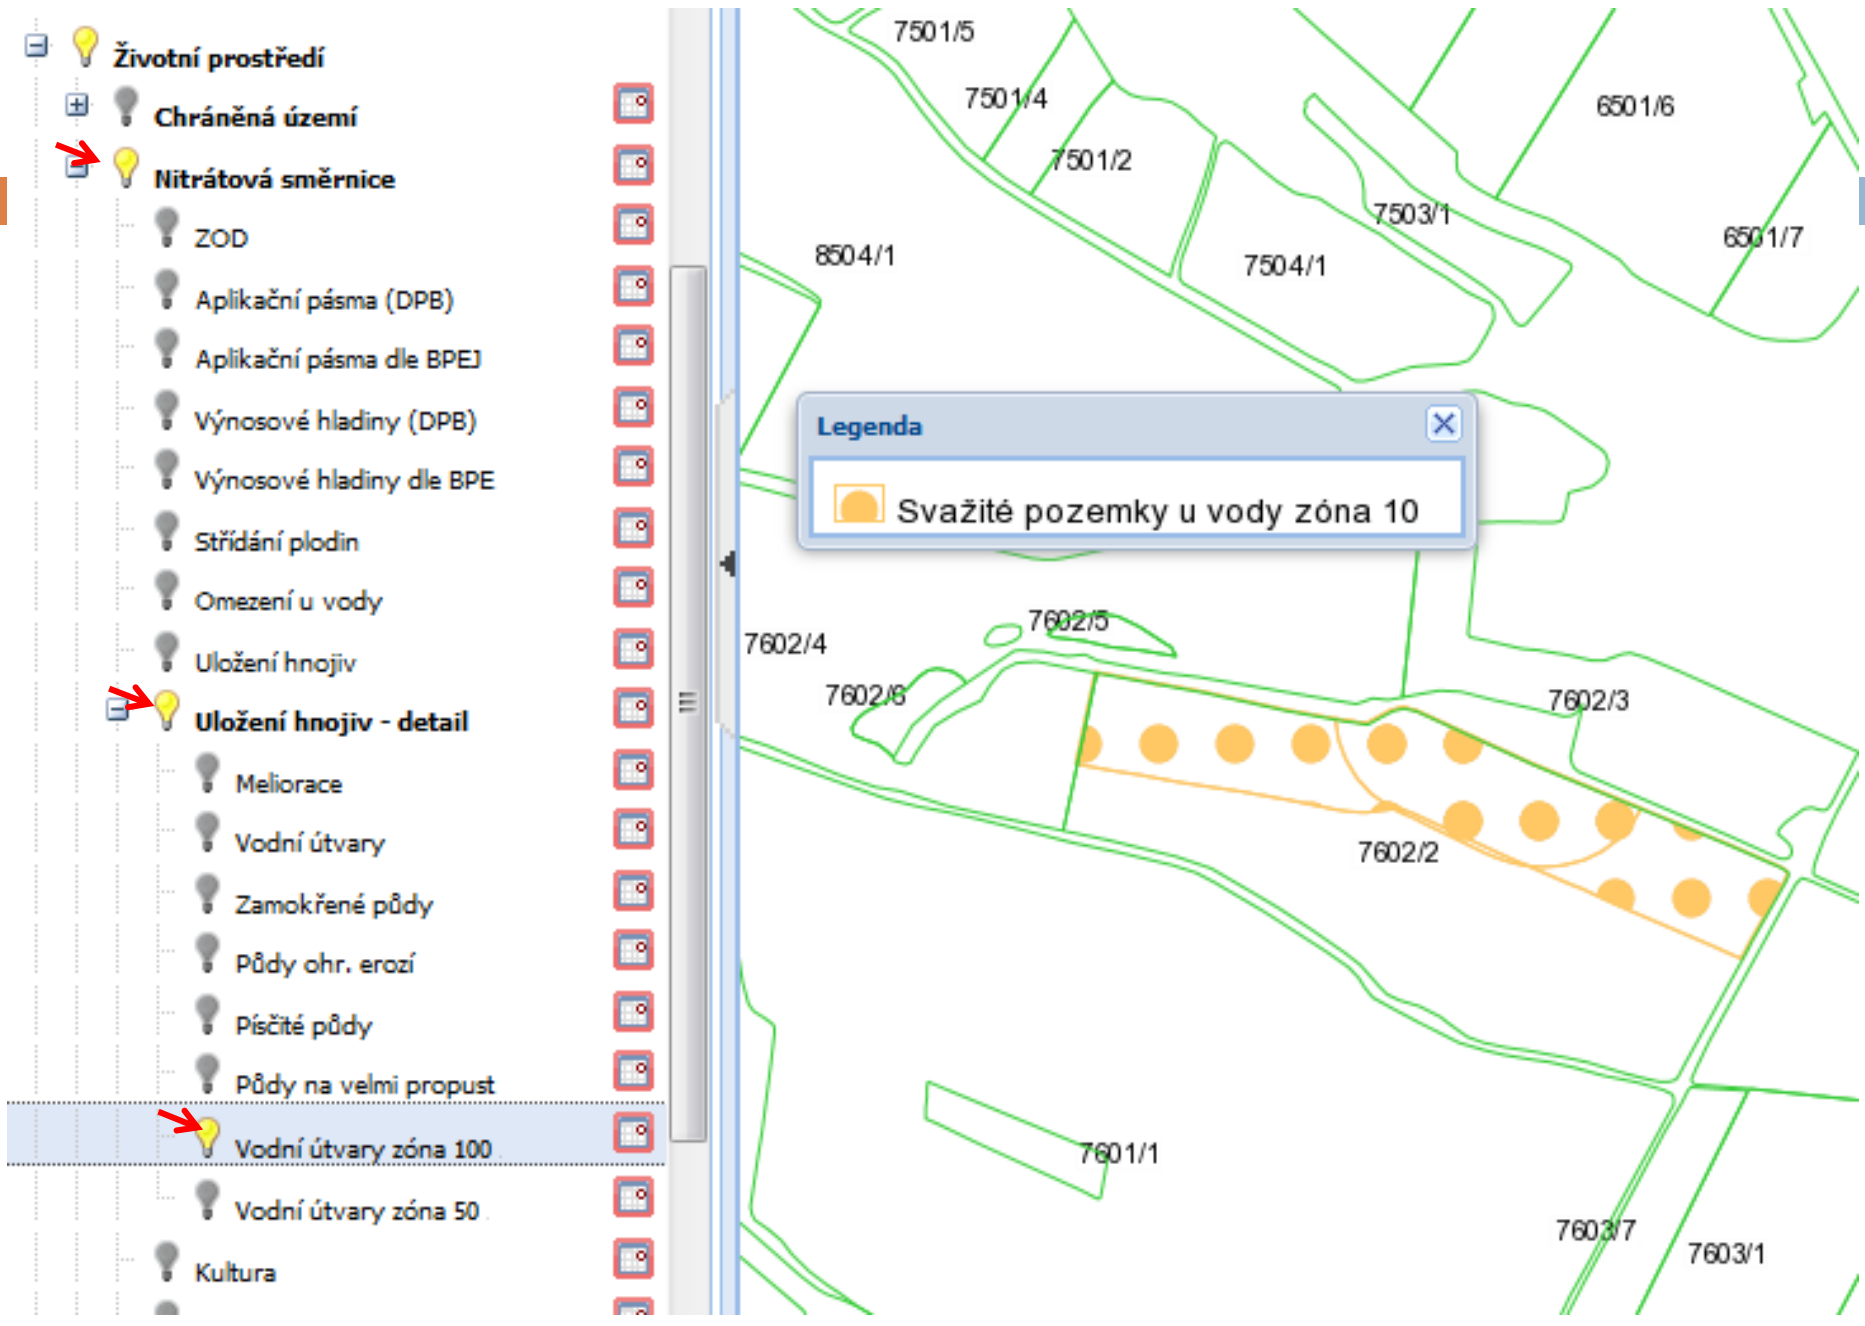 Životní prostředí
Chráněná území
Nitrátová směrnice
ZOD
Aplikační pásma (DPB)
Aplikační pásma dle BPEJ
Výnosové hladiny (DPB)
Výnosové hladiny dle BPE
Střídání plodin
Omezení u vody
Uložení hnojiv
Uložení hnojiv - detail
Meliorace
Vodní útvary
Zamokřené půdy
Půdy ohr. erozí
Písčité půdy
Půdy na velmi propust
Vodní útvary zóna 100
Vodní útvary zóna 50
Kultura
7501/5
7501/4
6501/6
7501/2
7503/1
6501/7
8504/1
7504/1
Legenda
Svažité pozemky u vody zóna 10
7602/5
7602/4
7602/6
7602/3
7602/2
7601/1
7603/7
7603/1